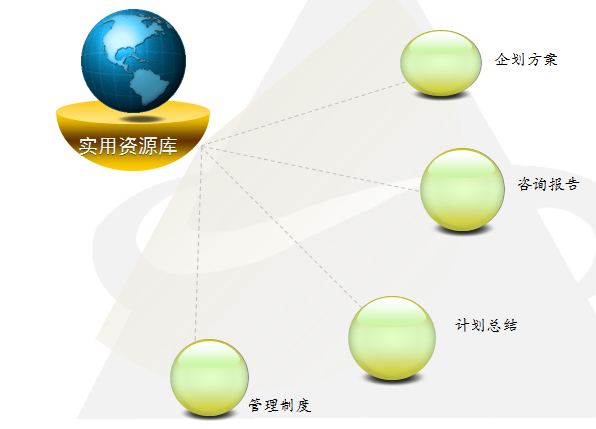 企划方案
实用资源库
咨询报告
计划总结
管理制度